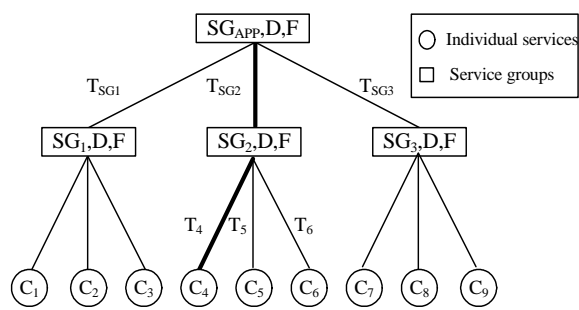 SG_APP,D,F
Individual services
Service groups
T_SG1 T_SG2 T_SG3
SG_1,D,F SG_2,D,F SG_3,D,F
T_4 T_5 T_6
C_1 C_2 C_3 C_4 C_5 C_6 C_7 C_8 C_9